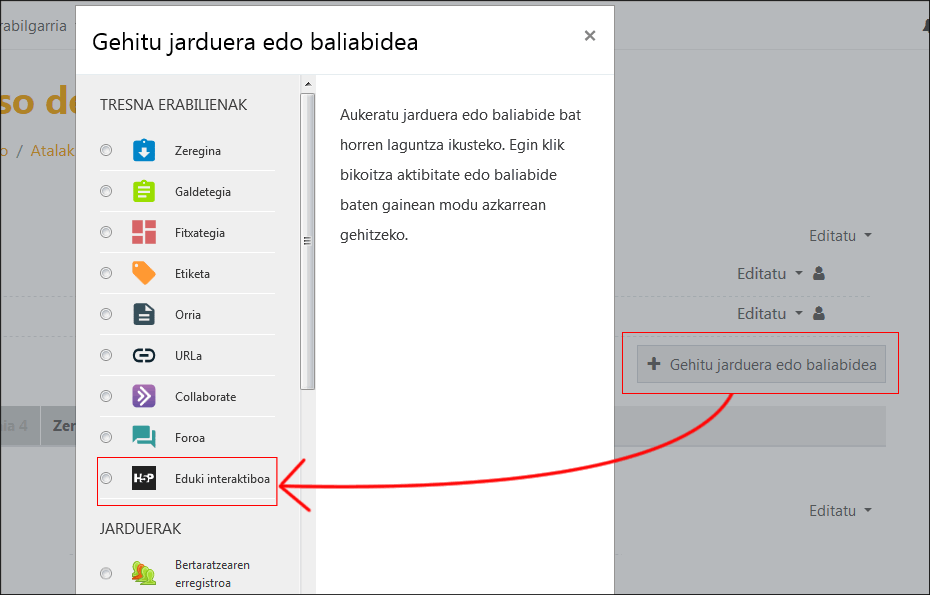 rabilgarria
Gehitu jarduera edo baliabidea
×
so de
o / Atalak
TRESNA ERABILIENAK
Zeregina
Galdetegia
Fitxategia
Etiketa
Orria
URLa
Collaborate
Foroa
H5P Eduki interaktiboa
JARDUERAK
Bertaratzearen
erregistroa
Aukeratu jarduera edo baliabide bat
horren laguntza ikusteko. Egin klik
bikoitza aktibitate edo baliabide
baten gainean modu azkarrean
gehitzeko.
Editatu
Editatu
Editatu
+ Gehitu jarduera edo baliabidea
ia 4
Zer
Editatu